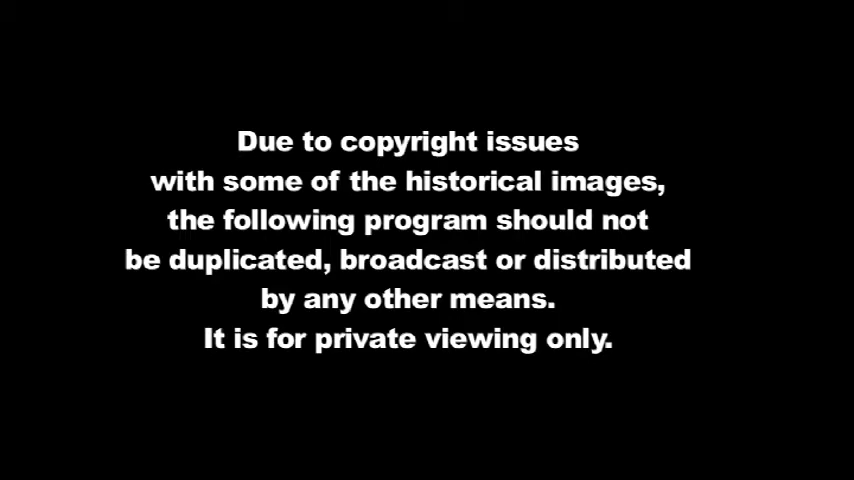 Due to copyright issues
with some of the historical images,
the following program should not
be duplicated, broadcast or distributed
by any other means.
It is for private viewing only.